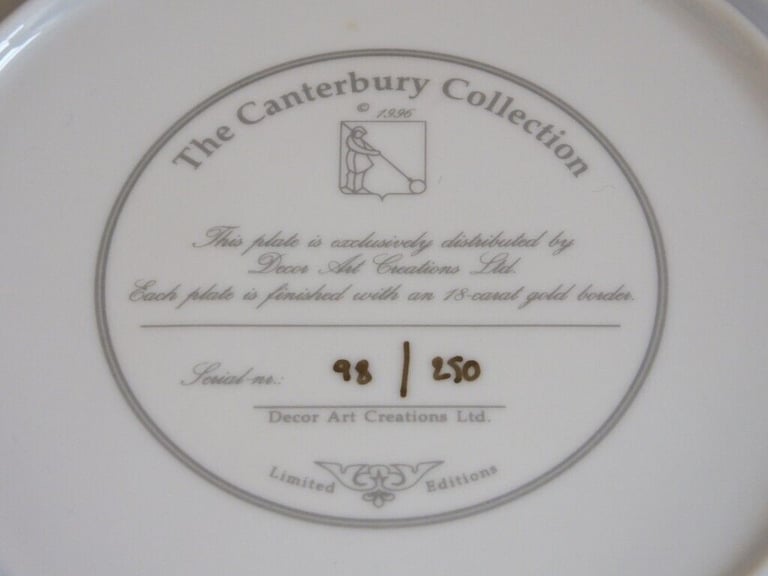 The Canterbury Collection
© 1996
This plate is exclusively distributed by
Decor Art Creations Ltd.
Each plate is finished with an 18-carat gold border.
Serial-nr.: 98 / 250
Decor Art Creations Ltd.
Limited Editions